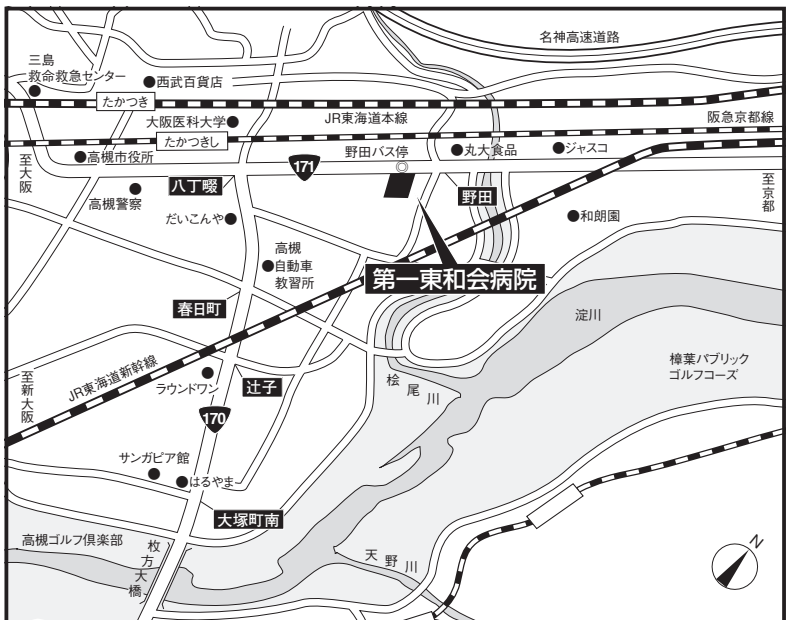 名神高速道路
三島
救命救急センター
西武百貨店
たかつき
大阪医科大学
JR東海道本線
阪急京都線
たかつきし
至大阪
高槻市役所
171
野田バス停
丸大食品
ジャスコ
八丁畷
野田
至京都
高槻警察
だいこんや
和朗園
高槻
自動車
教習所
第一東和会病院
春日町
淀川
樟葉パブリック
ゴルフコーズ
JR東海道新幹線
至新大阪
ラウンドワン
辻子
桧尾川
170
サンガピア館
はるやま
大塚町南
高槻ゴルフ倶楽部
枚方大橋
天野川
N